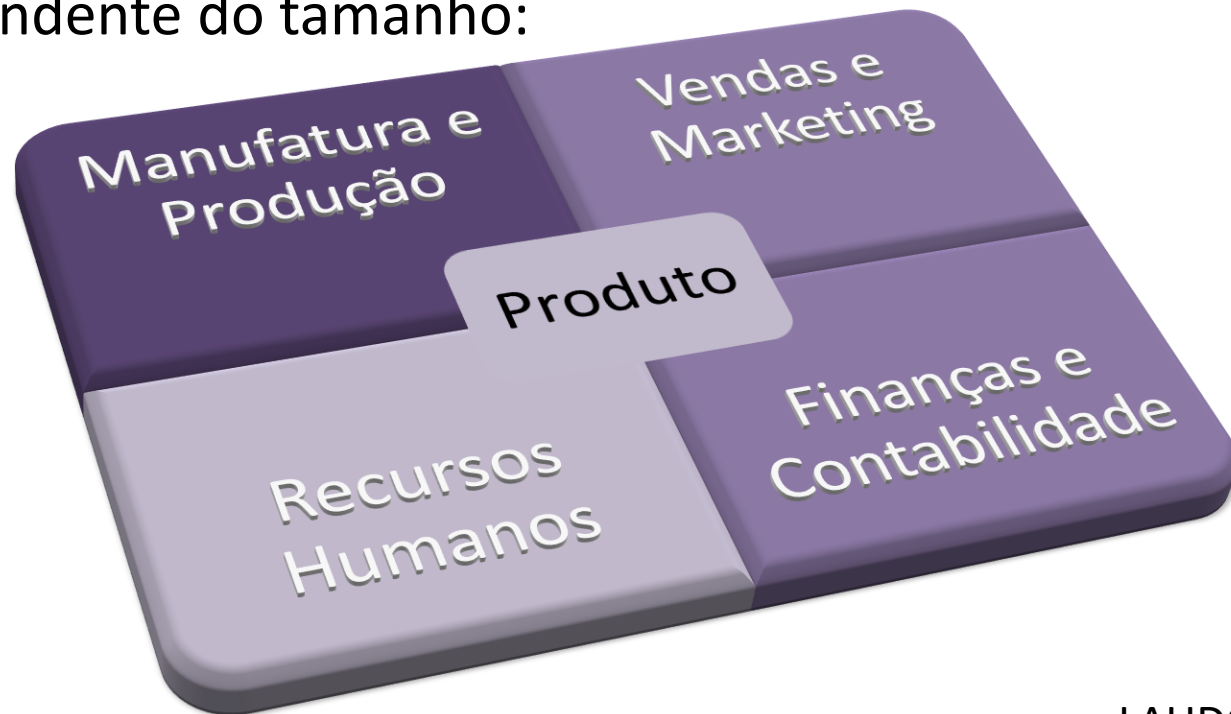 ndente do tamanho:
Manufatura e
Produção
Vendas e
Marketing
Produto
Recursos
Humanos
Finanças e
Contabilidade